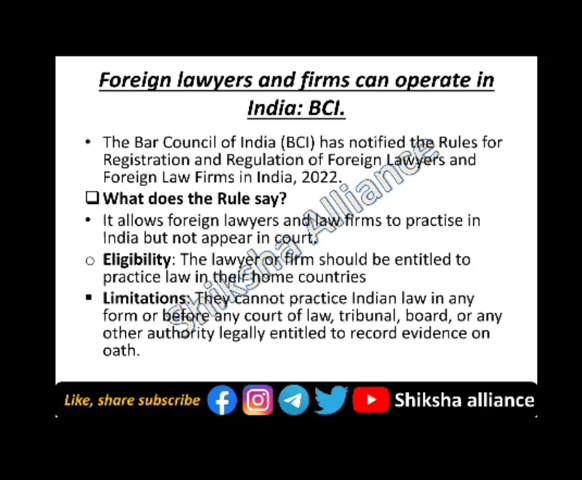 Foreign lawyers and firms can operate in
India: BCI.
• The Bar Council of India (BCI) has notified the Rules for
Registration and Regulation of Foreign Lawyers and
Foreign Law Firms in India, 2022.
❑ What does the Rule say?
• It allows foreign lawyers and law firms to practise in
India but not appear in court.
o Eligibility: The lawyer or firm should be entitled to
practice law in their home countries
▪ Limitations: They cannot practice Indian law in any
form or before any court of law, tribunal, board, or any
other authority legally entitled to record evidence on
oath.
Shiksha Alliance
Like, share subscribe Shiksha alliance